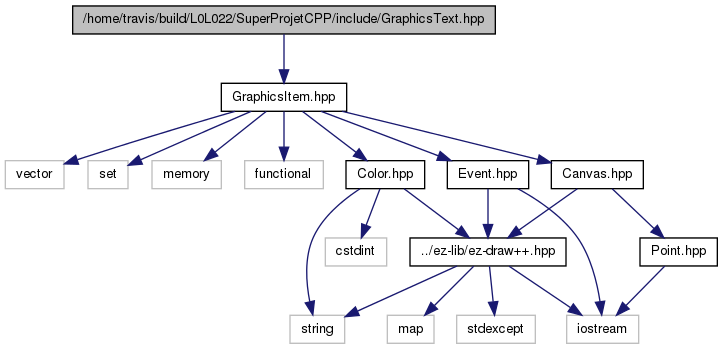 /home/travis/build/L0L022/SuperProjetCPP/include/GraphicsText.hpp
GraphicsItem.hpp
vector
set
memory
functional
Color.hpp
Event.hpp
Canvas.hpp
cstdint
../ez-lib/ez-draw++.hpp
Point.hpp
string
map
stdexcept
iostream